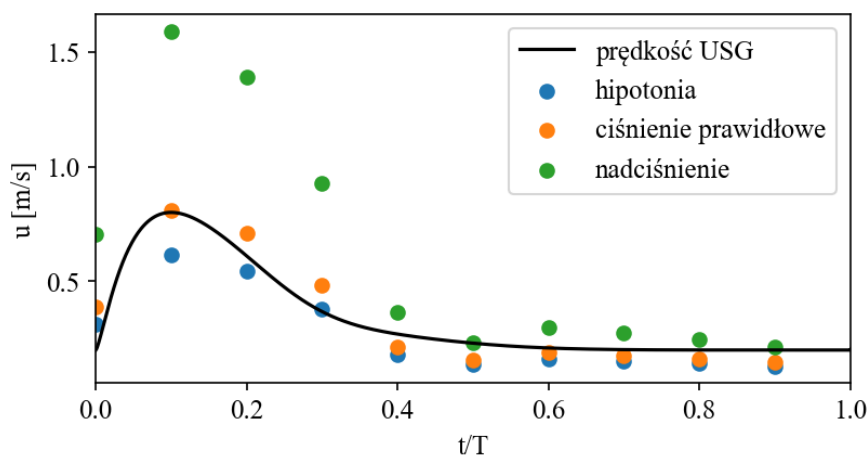 u [m/s]
1.5
1.0
0.5
prędkość USG
hipotonia
ciśnienie prawidłowe
nadciśnienie
0.0 0.2 0.4 0.6 0.8 1.0
t/T